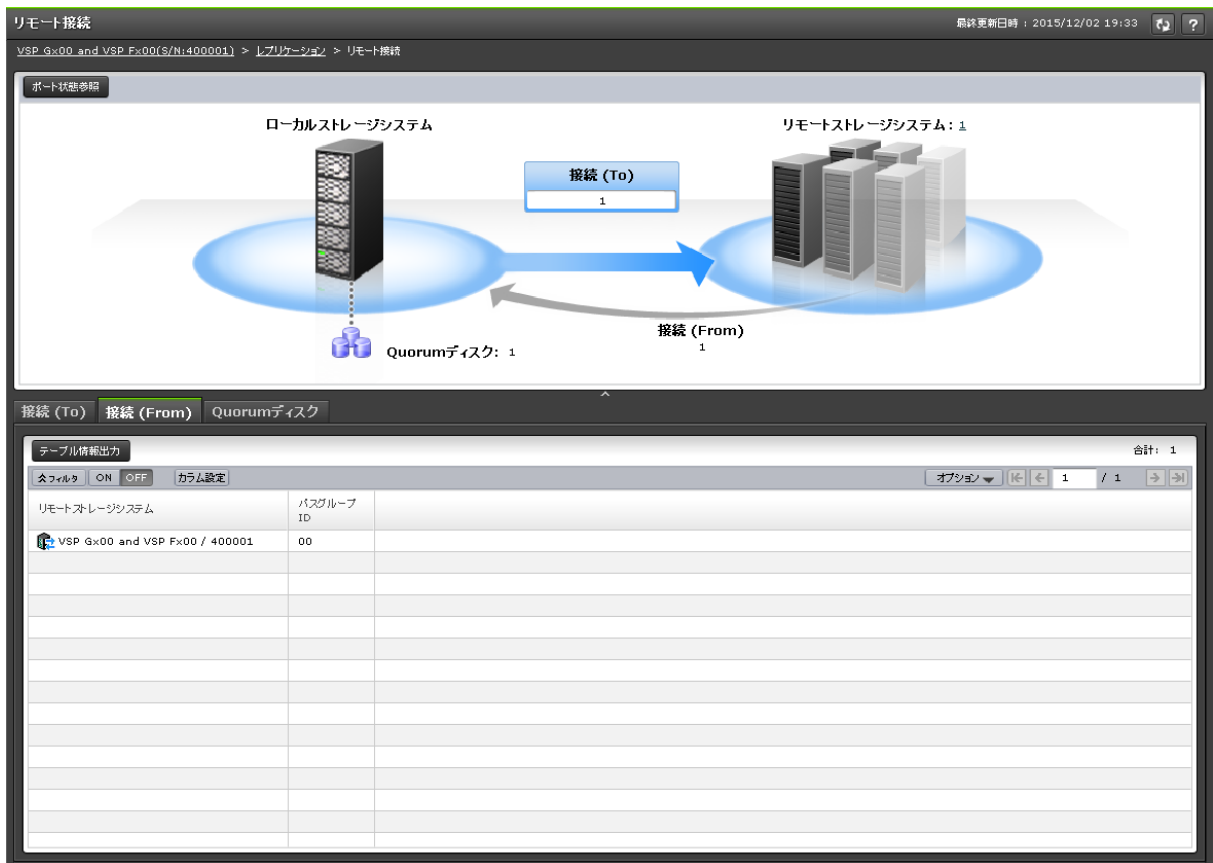 リモート接続
最終更新日時 : 2015/12/02 19:33
?
VSP Gx00 and VSP Fx00(S/N:400001) > レプリケーション > リモート接続
ポート状態参照
ローカルストレージシステム
リモートストレージシステム: 1
接続 (To)
1
接続 (From)
1
Quorumディスク: 1
接続 (To) 接続 (From) Quorumディスク
テーブル情報出力
合計: 1
フィルタ ON OFF カラム設定
オプション 1 / 1
リモートストレージシステム
パスグループ
ID
VSP Gx00 and VSP Fx00 / 400001 00